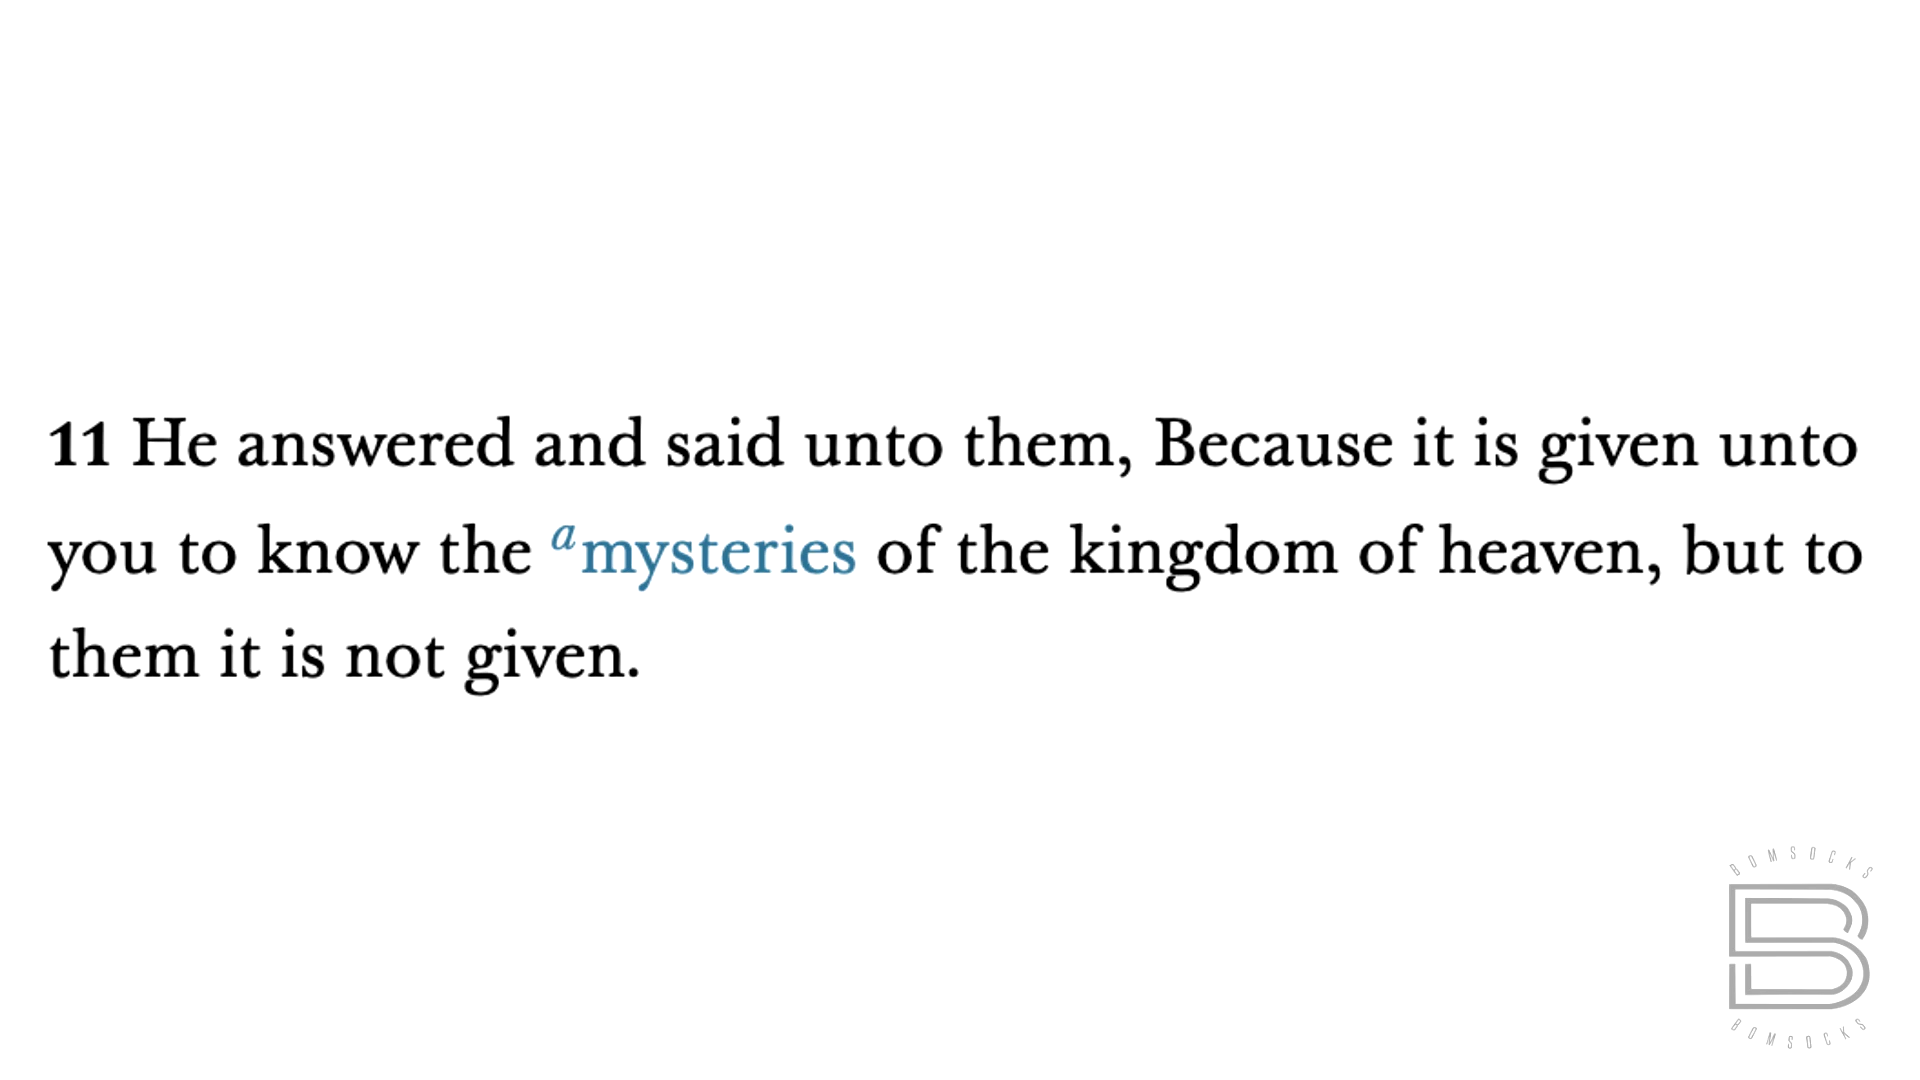 11 He answered and said unto them, Because it is given unto
you to know the a mysteries of the kingdom of heaven, but to
them it is not given.
BOMSOCKS
B
BOMSOCKS